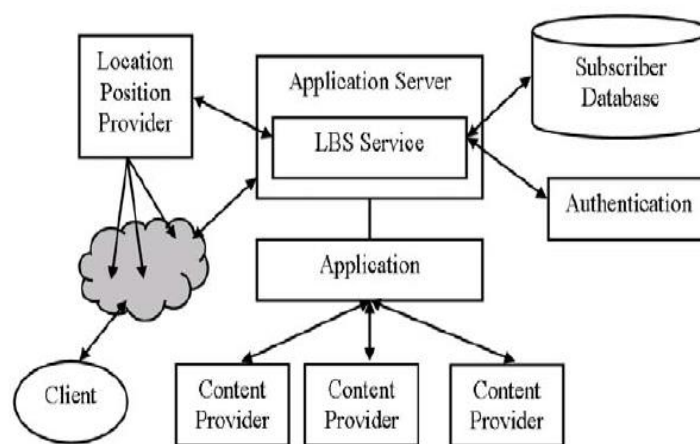 Location
Position
Provider
Application Server
LBS Service
Subscriber
Database
Authentication
Application
Client
Content
Provider
Content
Provider
Content
Provider